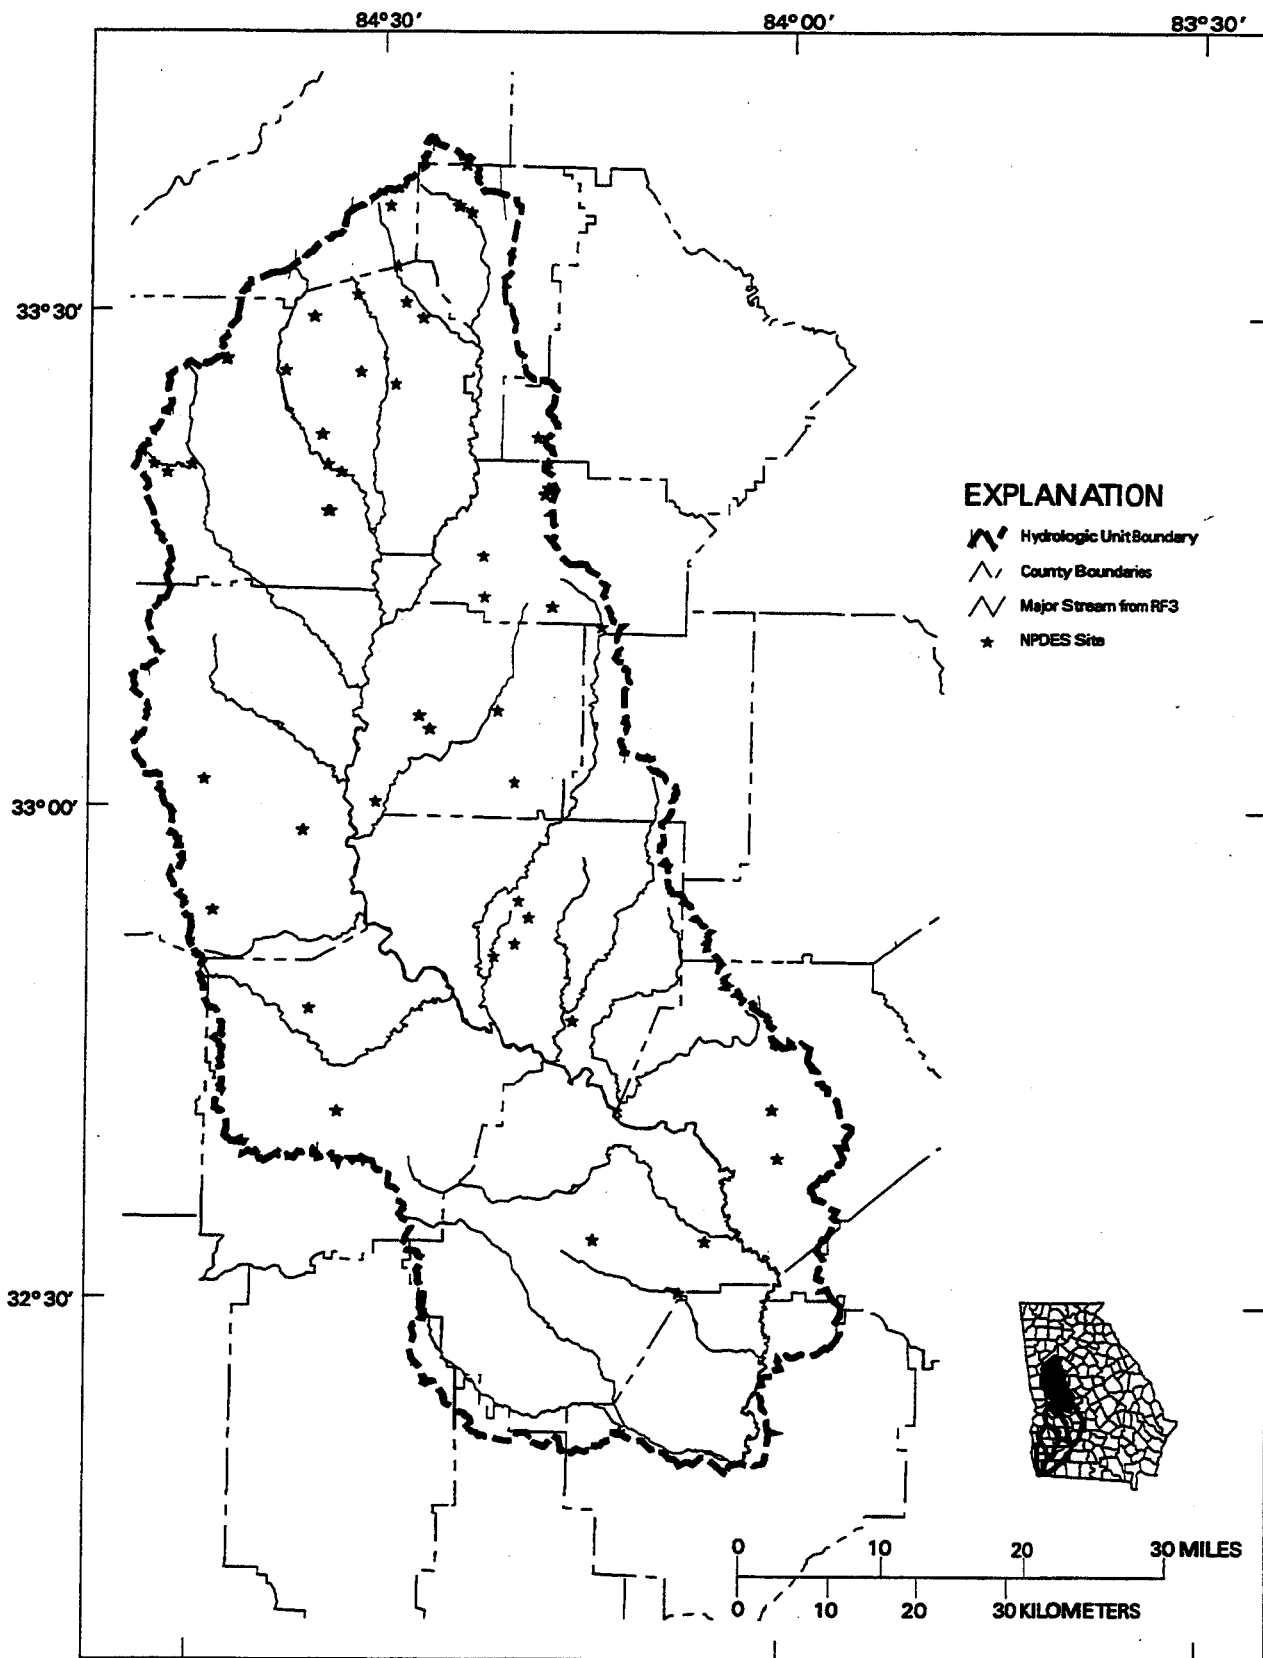 84°30′ 84°00′ 83°30′
33°30′
EXPLANATION
Hydrologic Unit Boundary
County Boundaries
Major Stream from RF3
NPDES Site
33°00′
32°30′
0 10 20 30 MILES
0 10 20 30 KILOMETERS